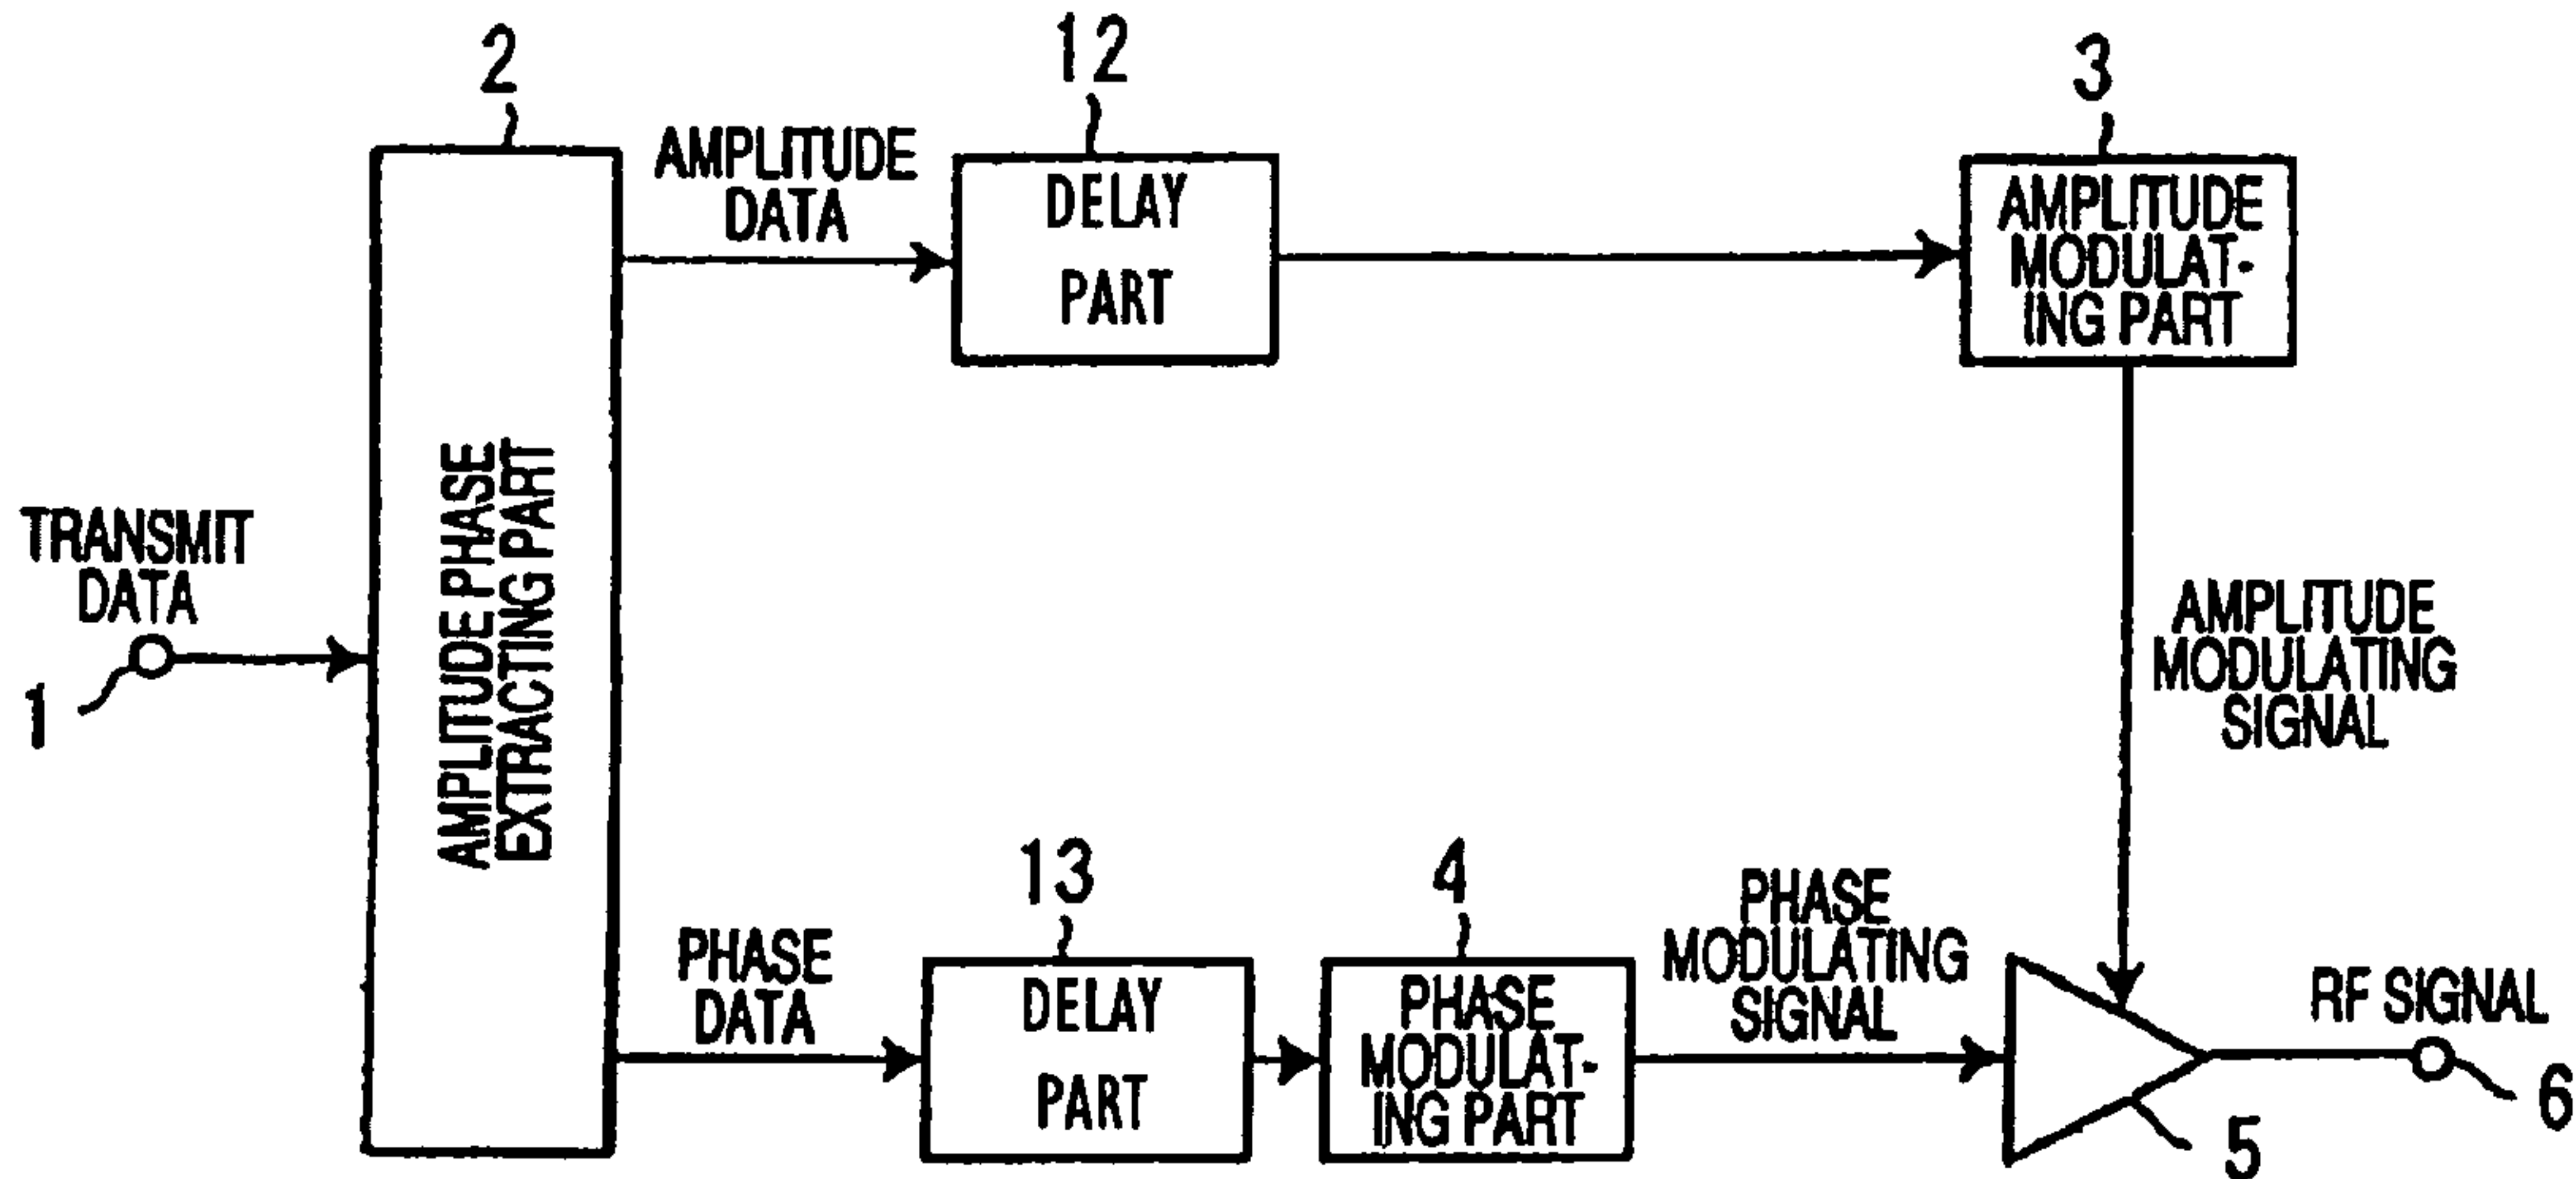 2
12
3
AMPLITUDE
DATA
DELAY
PART
AMPLITUDE
MODULAT-
ING PART
TRANSMIT
DATA
1
AMPLITUDE PHASE
EXTRACTING PART
AMPLITUDE
MODULATING
SIGNAL
13
4
PHASE
DATA
DELAY
PART
PHASE
MODULAT-
ING PART
PHASE
MODULATING
SIGNAL
RF SIGNAL
5
6